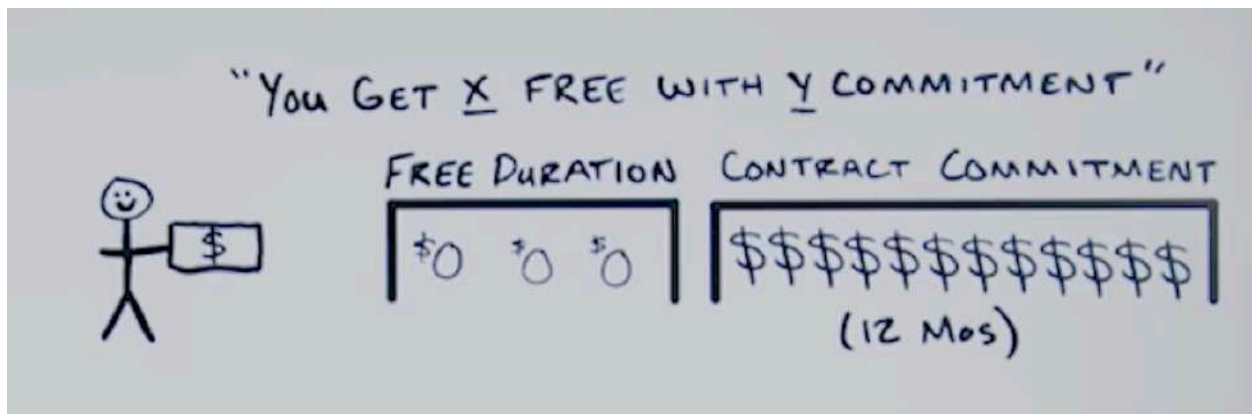 "You GET X FREE WITH Y COMMITMENT"
FREE DURATION CONTRACT COMMITMENT
$
$0 $0 $0 $$$$$$$$$$$$
(12 Mos)